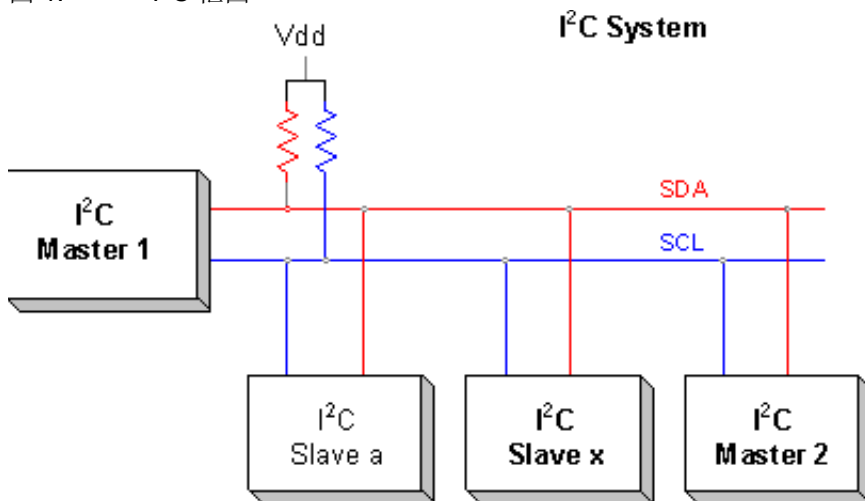 Vdd
I²C System
SDA
I²C
Master 1
SCL
I²C
Slave a
I²C
Slave x
I²C
Master 2